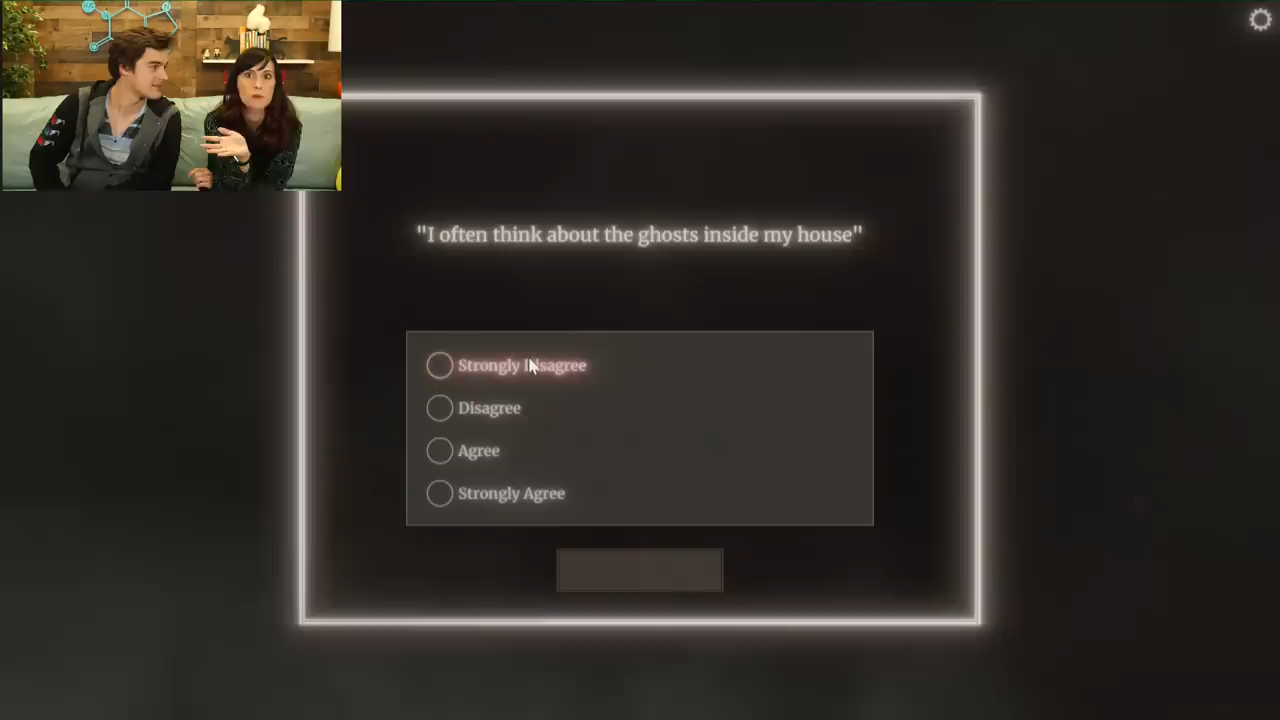 "I often think about the ghosts inside my house"
Strongly Disagree
Disagree
Agree
Strongly Agree